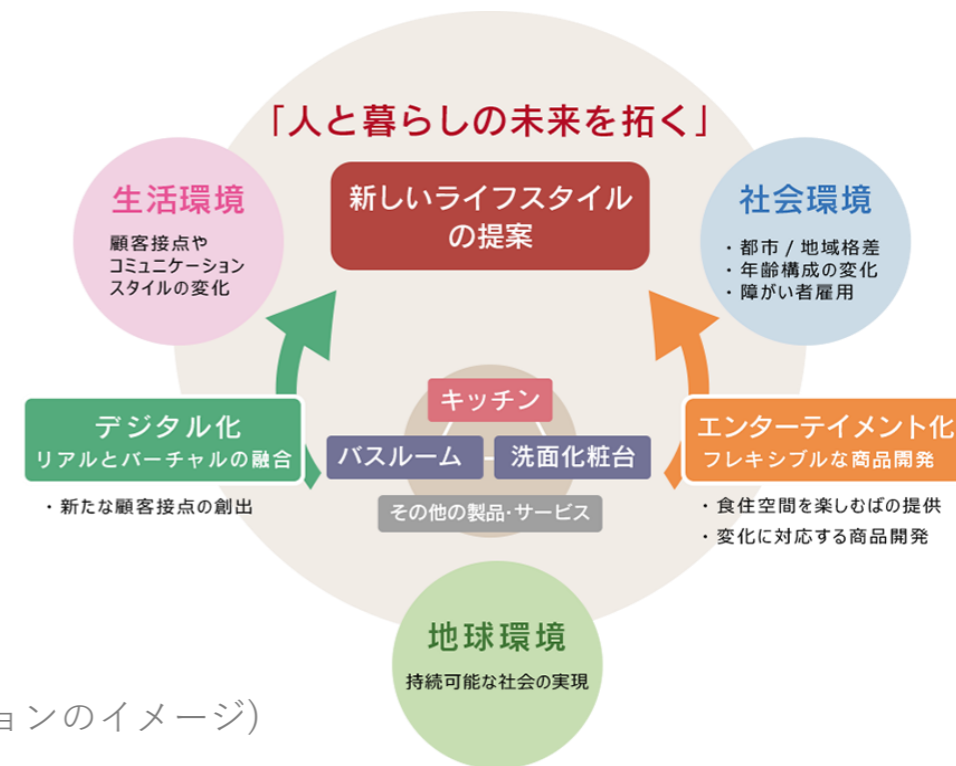 「人と暮らしの未来を拓く」
新しいライフスタイル
の提案
生活環境
顧客接点や
コミュニケーション
スタイルの変化
社会環境
・都市 / 地域格差
・年齢構成の変化
・障がい者雇用
デジタル化
リアルとバーチャルの融合
・新たな顧客接点の創出
キッチン
バスルーム
洗面化粧台
その他の製品・サービス
エンターテイメント化
フレキシブルな商品開発
・食住空間を楽しむばの提供
・変化に対応する商品開発
地球環境
持続可能な社会の実現
ョンのイメージ)